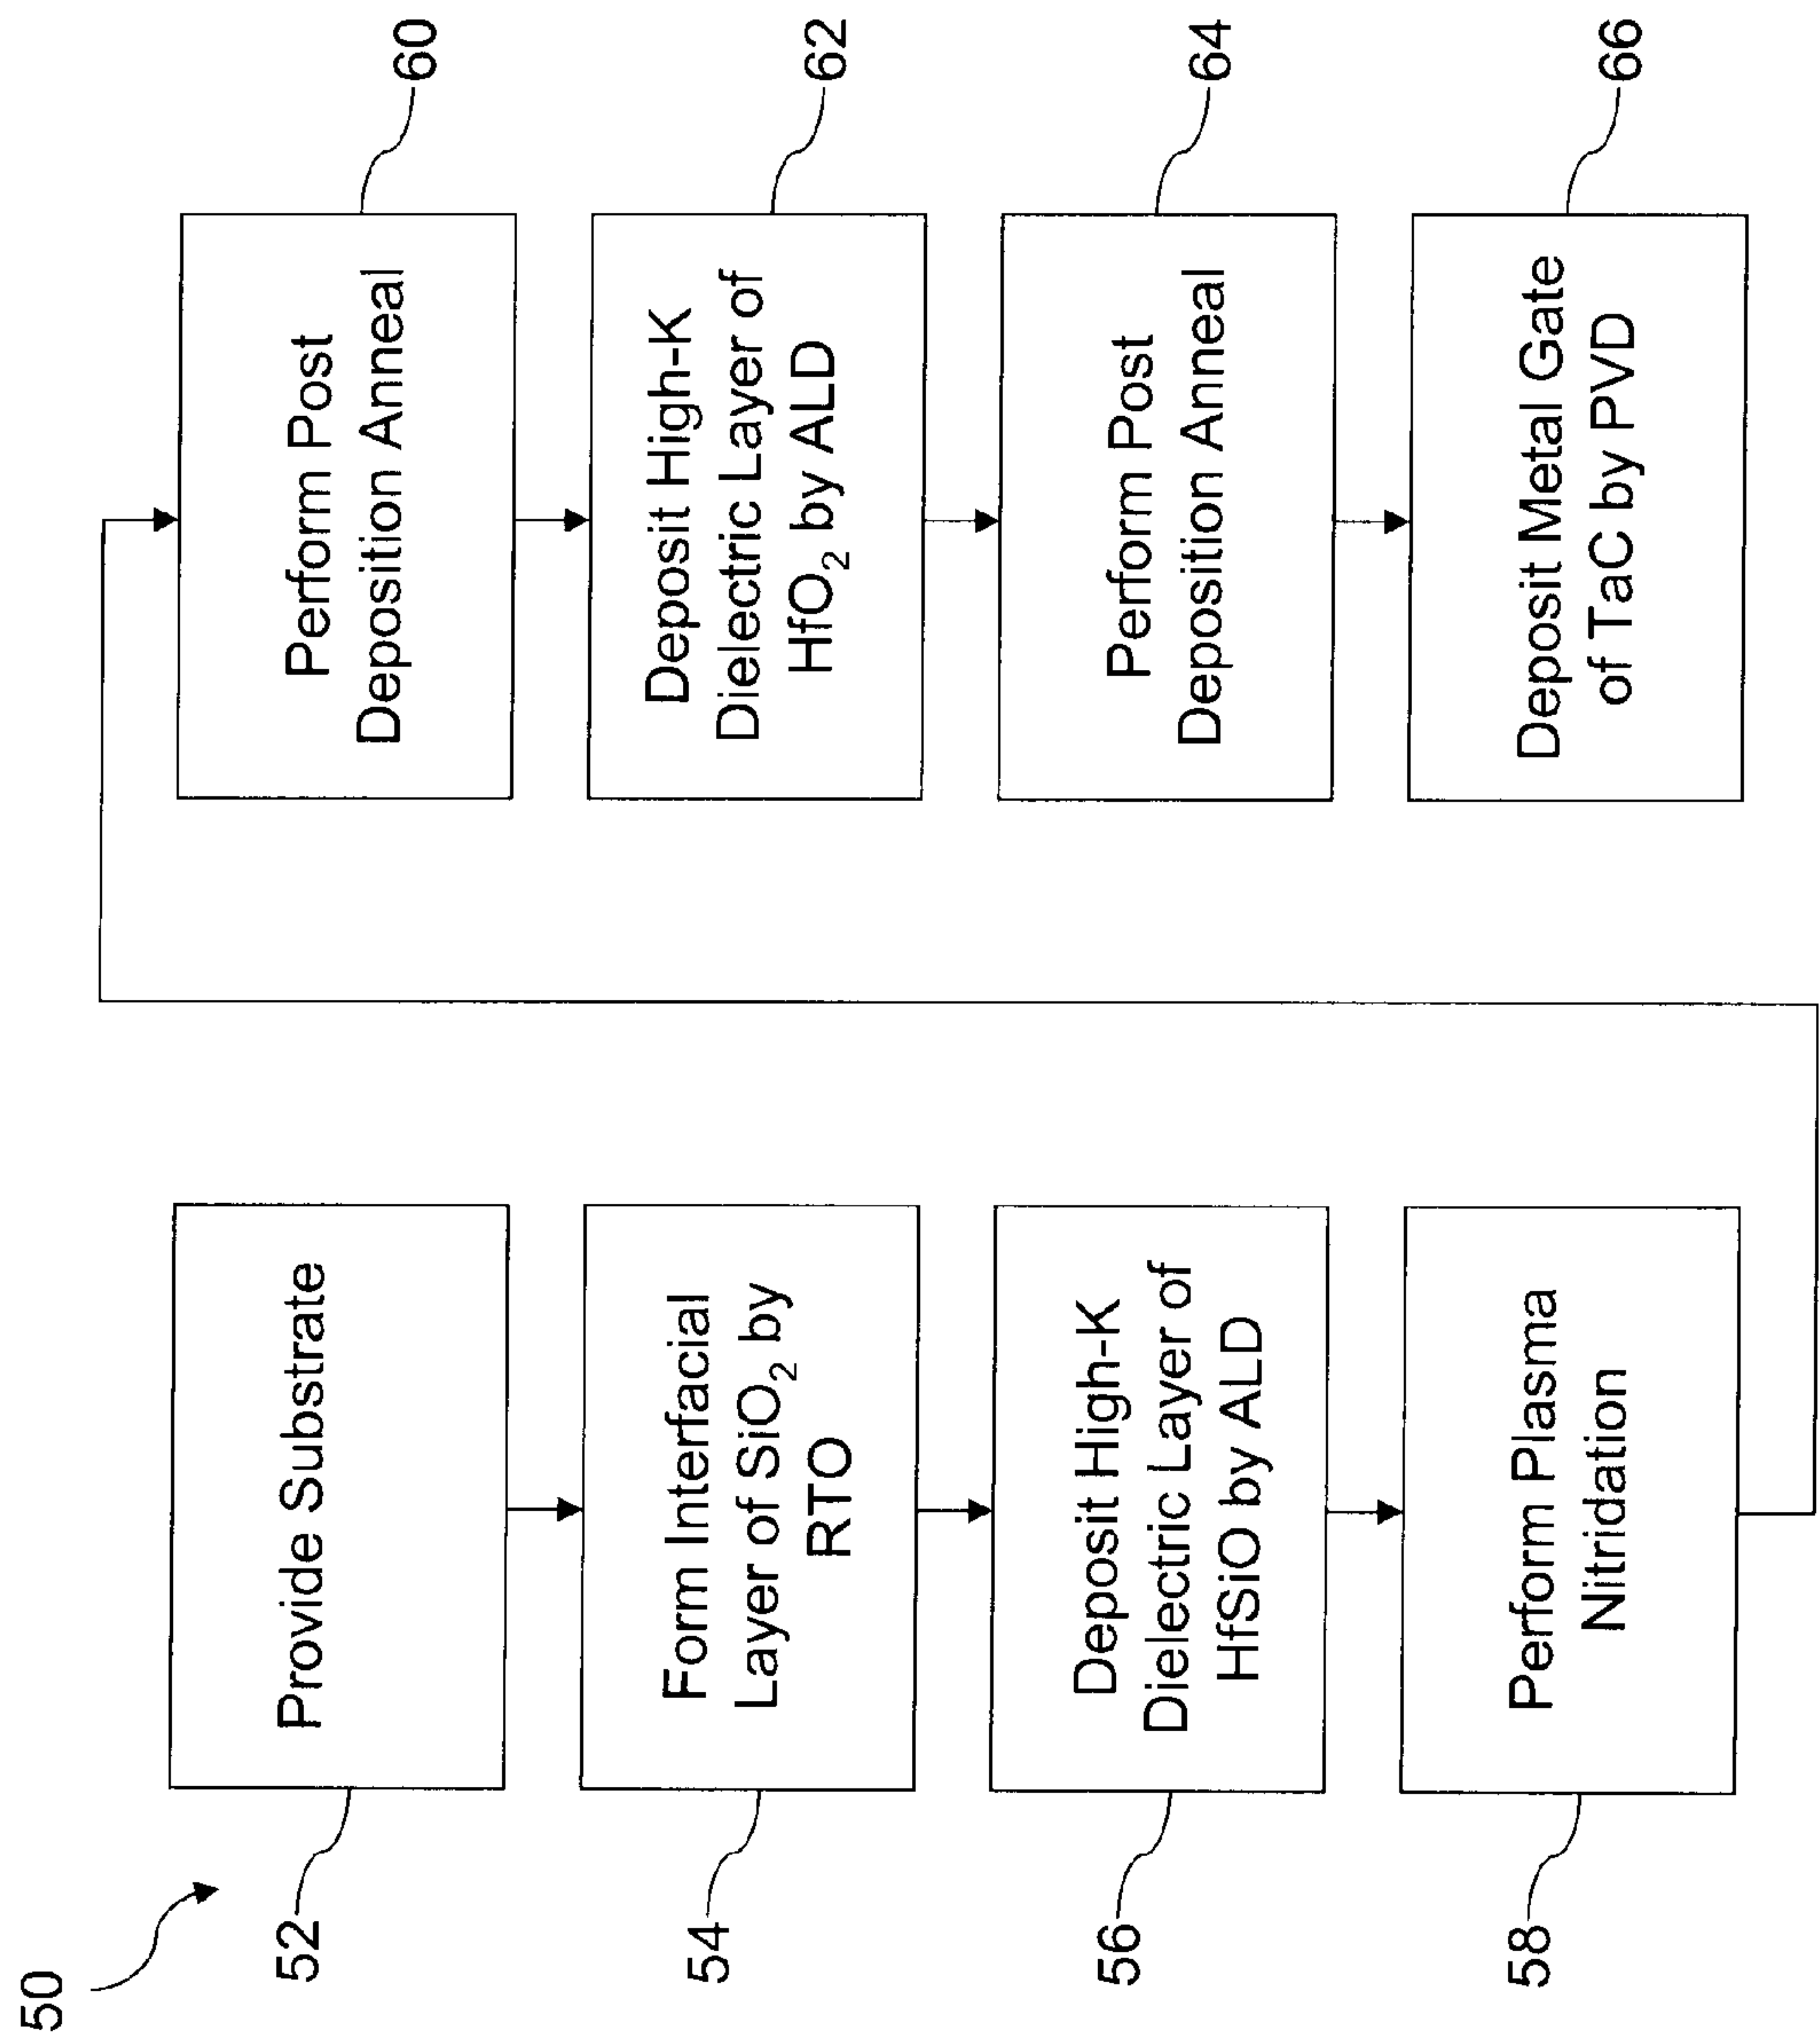 50
52
Provide Substrate
54
Form Interfacial
Layer of SiO₂ by
RTO
56
Deposit High-K
Dielectric Layer of
HfSiO by ALD
58
Perform Plasma
Nitridation
60
Perform Post
Deposition Anneal
62
Deposit High-K
Dielectric Layer of
HfO₂ by ALD
64
Perform Post
Deposition Anneal
66
Deposit Metal Gate
of TaC by PVD